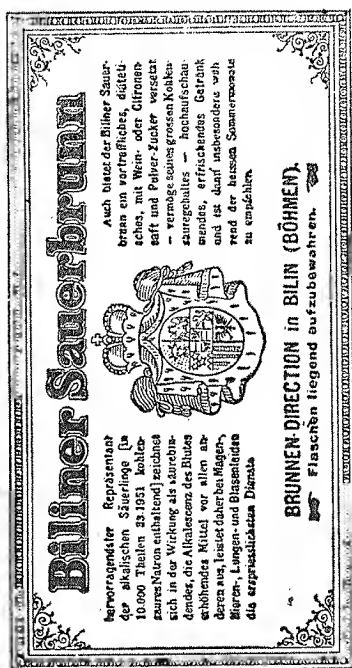 Biliner Sauerbrunn
hervorragendster Repräsentant
der alkalischen Säuerlinge [in
10.000 Theilen 33·1951 kohlen-
saures Natron enthaltend] zeichnet
sich in der Wirkung als säurebin-
dendes, die Alkalescenz des Blutes
erhöhendes Mittel vor allen an-
deren aus, leistet daher bei Magen-,
Nieren-, Lungen- und Blasenleiden
die erspriesslichsten Dienste
Auch bietet der Biliner Sauer-
brunn ein vortreffliches, diäteti-
sches, mit Wein- oder Citronen-
saft und Pulver-Zucker versetzt
– vermöge seines grossen Kohlen-
säuregehaltes – hochaufschäu-
mendes, erfrischendes Getränk
und ist dann insbesondere wäh
rend der heissen Sommermonate
zu empfehlen
BRUNNEN-DIRECTION in BILIN (BÖHMEN).
Flaschen liegend aufzubewahren.